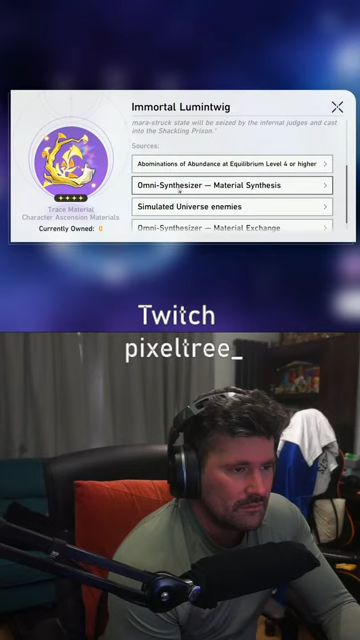 Immortal Lumintwig
mara-struck state will be seized by the infernal judges and cast
into the Shackling Prison."
Sources:
Abominations of Abundance at Equilibrium Level 4 or higher
Omni-Synthesizer — Material Synthesis
Simulated Universe enemies
Omni-Synthesizer — Material Exchange
Trace Material
Character Ascension Materials
Currently Owned: 0
Twitch
pixeltree_